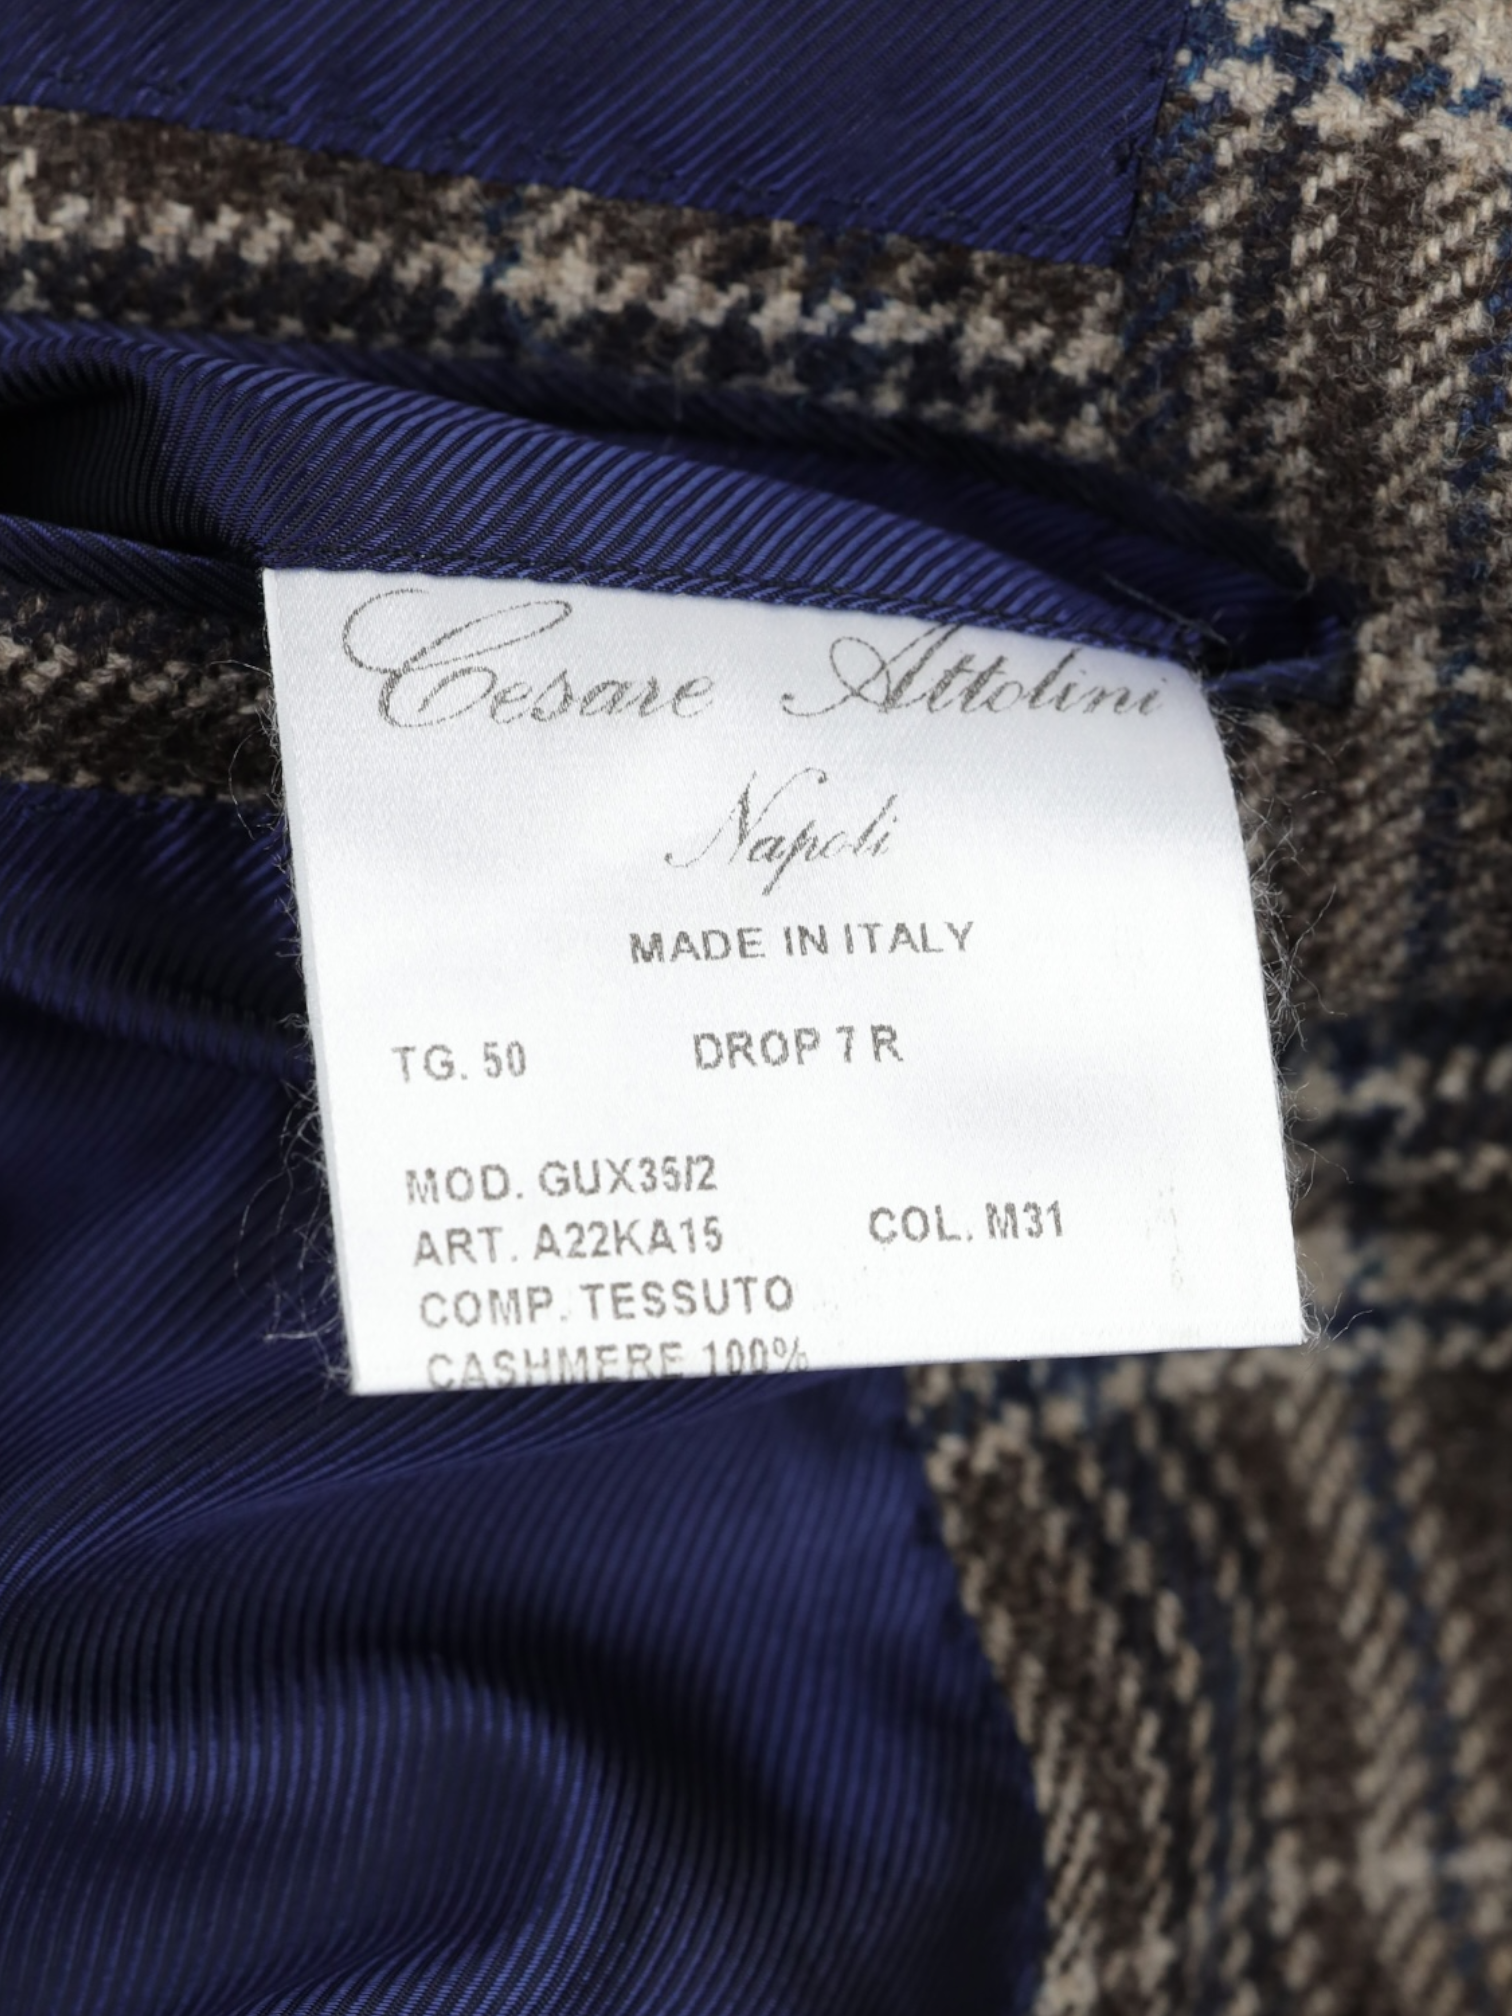 Cesare Attolini
Napoli
MADE IN ITALY
TG. 50 DROP 7 R
MOD. GUX35/2
ART. A22KA15 COL. M31
COMP. TESSUTO
CASHMERE 100%